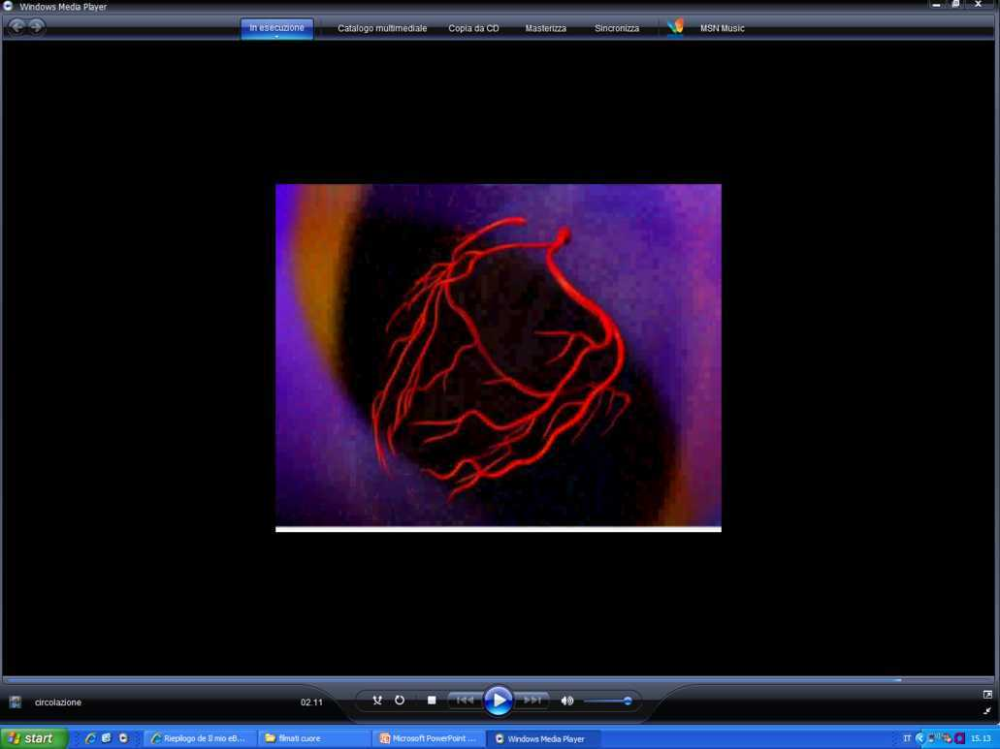 Windows Media Player
In esecuzione
Catalogo multimediale
Copia da CD
Masterizza
Sincronizza
MSN Music
circolazione
02.11
start
Riepilogo de Il mio eB...
filmati cuore
Microsoft PowerPoint ...
Windows Media Player
IT
15.13